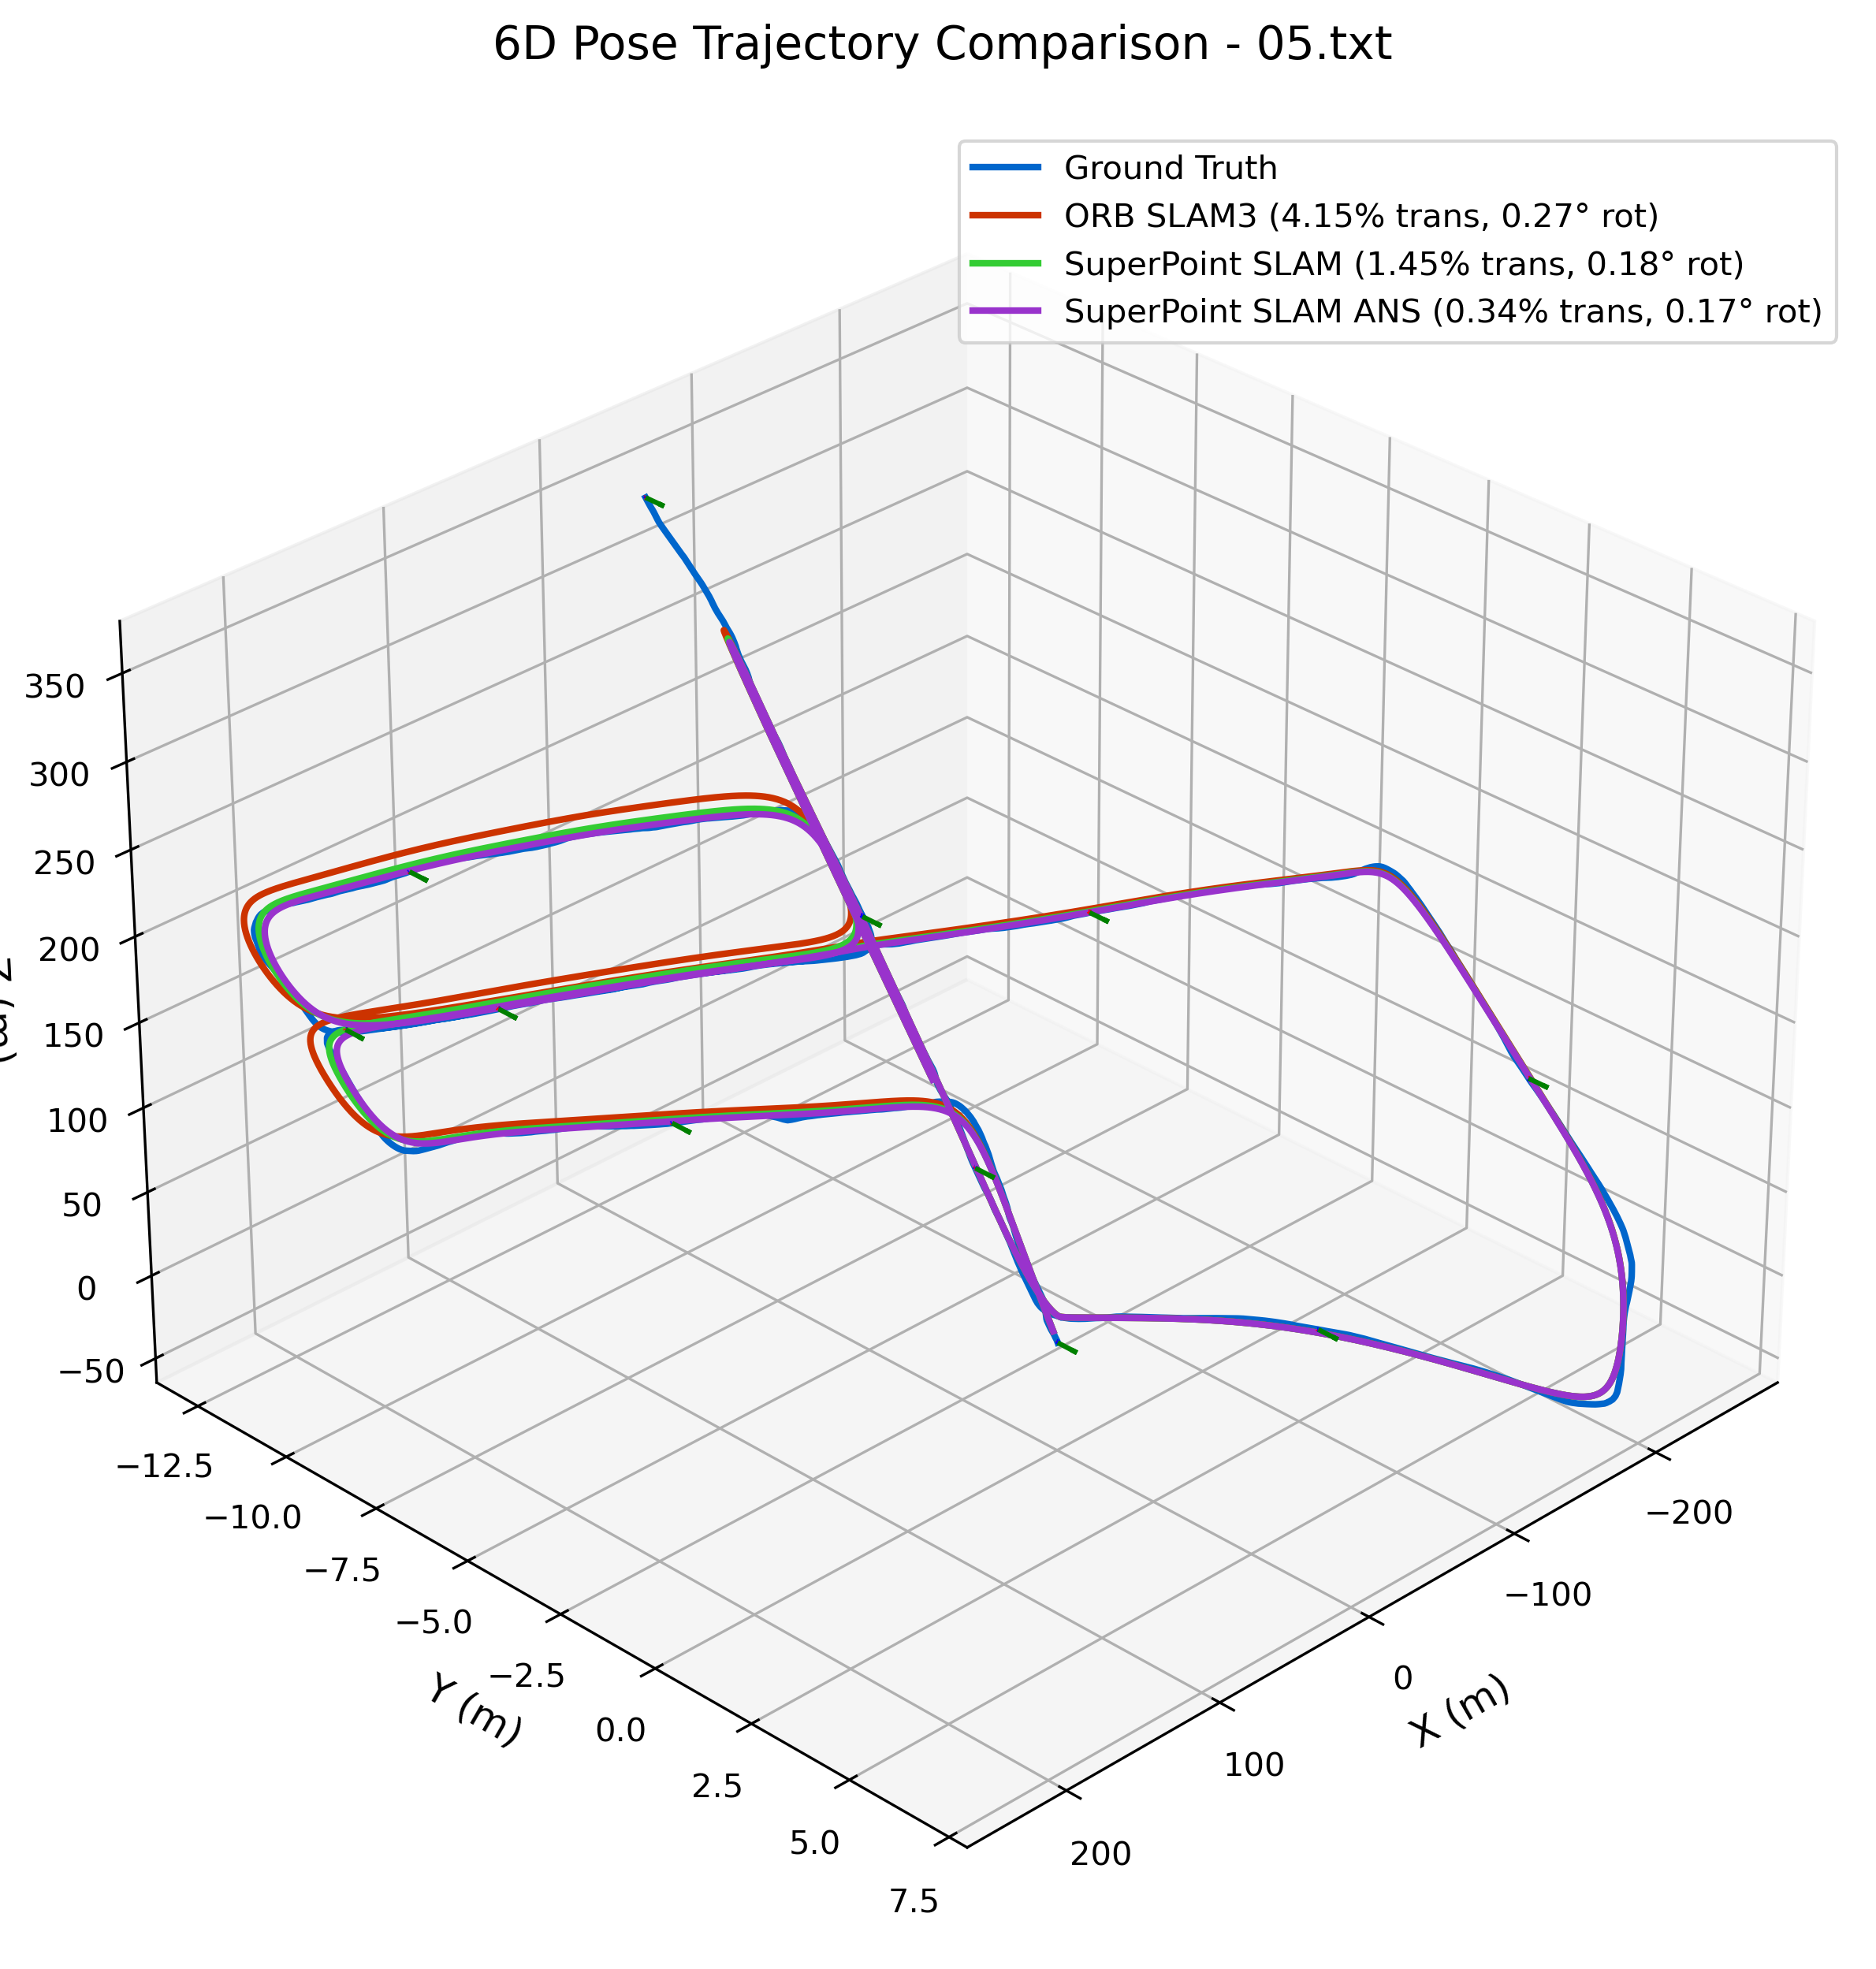 6D Pose Trajectory Comparison - 05.txt
Ground Truth
ORB SLAM3 (4.15% trans, 0.27° rot)
SuperPoint SLAM (1.45% trans, 0.18° rot)
SuperPoint SLAM ANS (0.34% trans, 0.17° rot)
350
300
250
200
150
100
50
0
−50
Z (m)
−12.5
−10.0
−7.5
−5.0
−2.5
0.0
2.5
5.0
7.5
Y (m)
−200
−100
0
100
200
X (m)